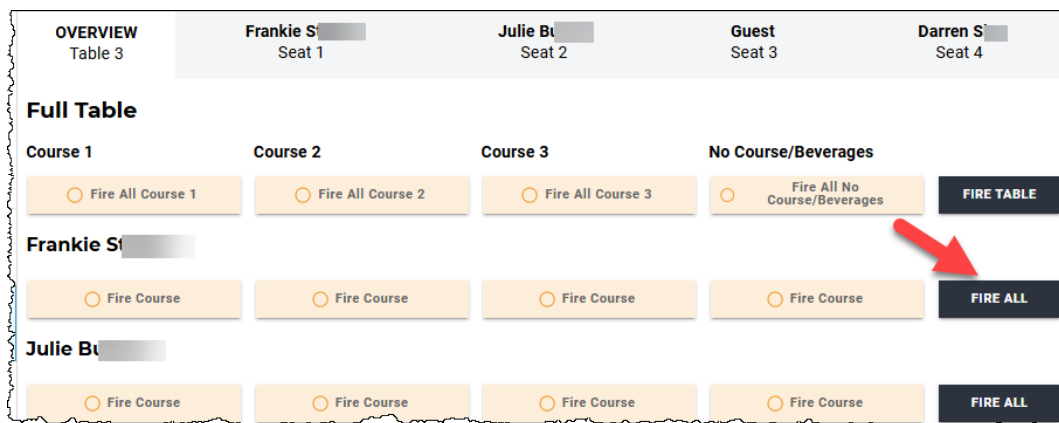 OVERVIEW
Table 3
Frankie
Seat 1
Julie
Seat 2
Guest
Seat 3
Darren
Seat 4
Full Table
Course 1
Course 2
Course 3
No Course/Beverages
Fire All Course 1
Fire All Course 2
Fire All Course 3
Fire All No
Course/Beverages
FIRE TABLE
Frankie
Fire Course
Fire Course
Fire Course
Fire Course
FIRE ALL
Julie
Fire Course
Fire Course
Fire Course
Fire Course
FIRE ALL